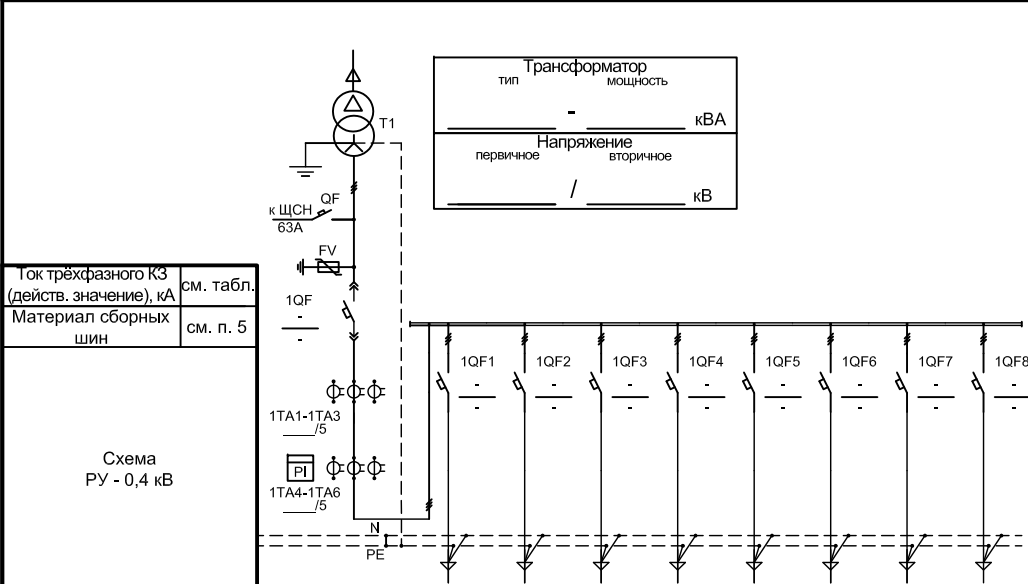 Трансформатор
тип мощность
- кВА
Напряжение
первичное вторичное
/ кВ
T1
QF
к ЩСН
63А
FV
Ток трёхфазного КЗ
(действ. значение), кА
см. табл.
Материал сборных
шин
см. п. 5
1QF
-
-
1QF1 1QF2 1QF3 1QF4 1QF5 1QF6 1QF7 1QF8
- - - - - - - -
- - - - - - - -
1TA1-1TA3
/5
Схема
РУ - 0,4 кВ
PI
1TA4-1TA6
/5
N
PE